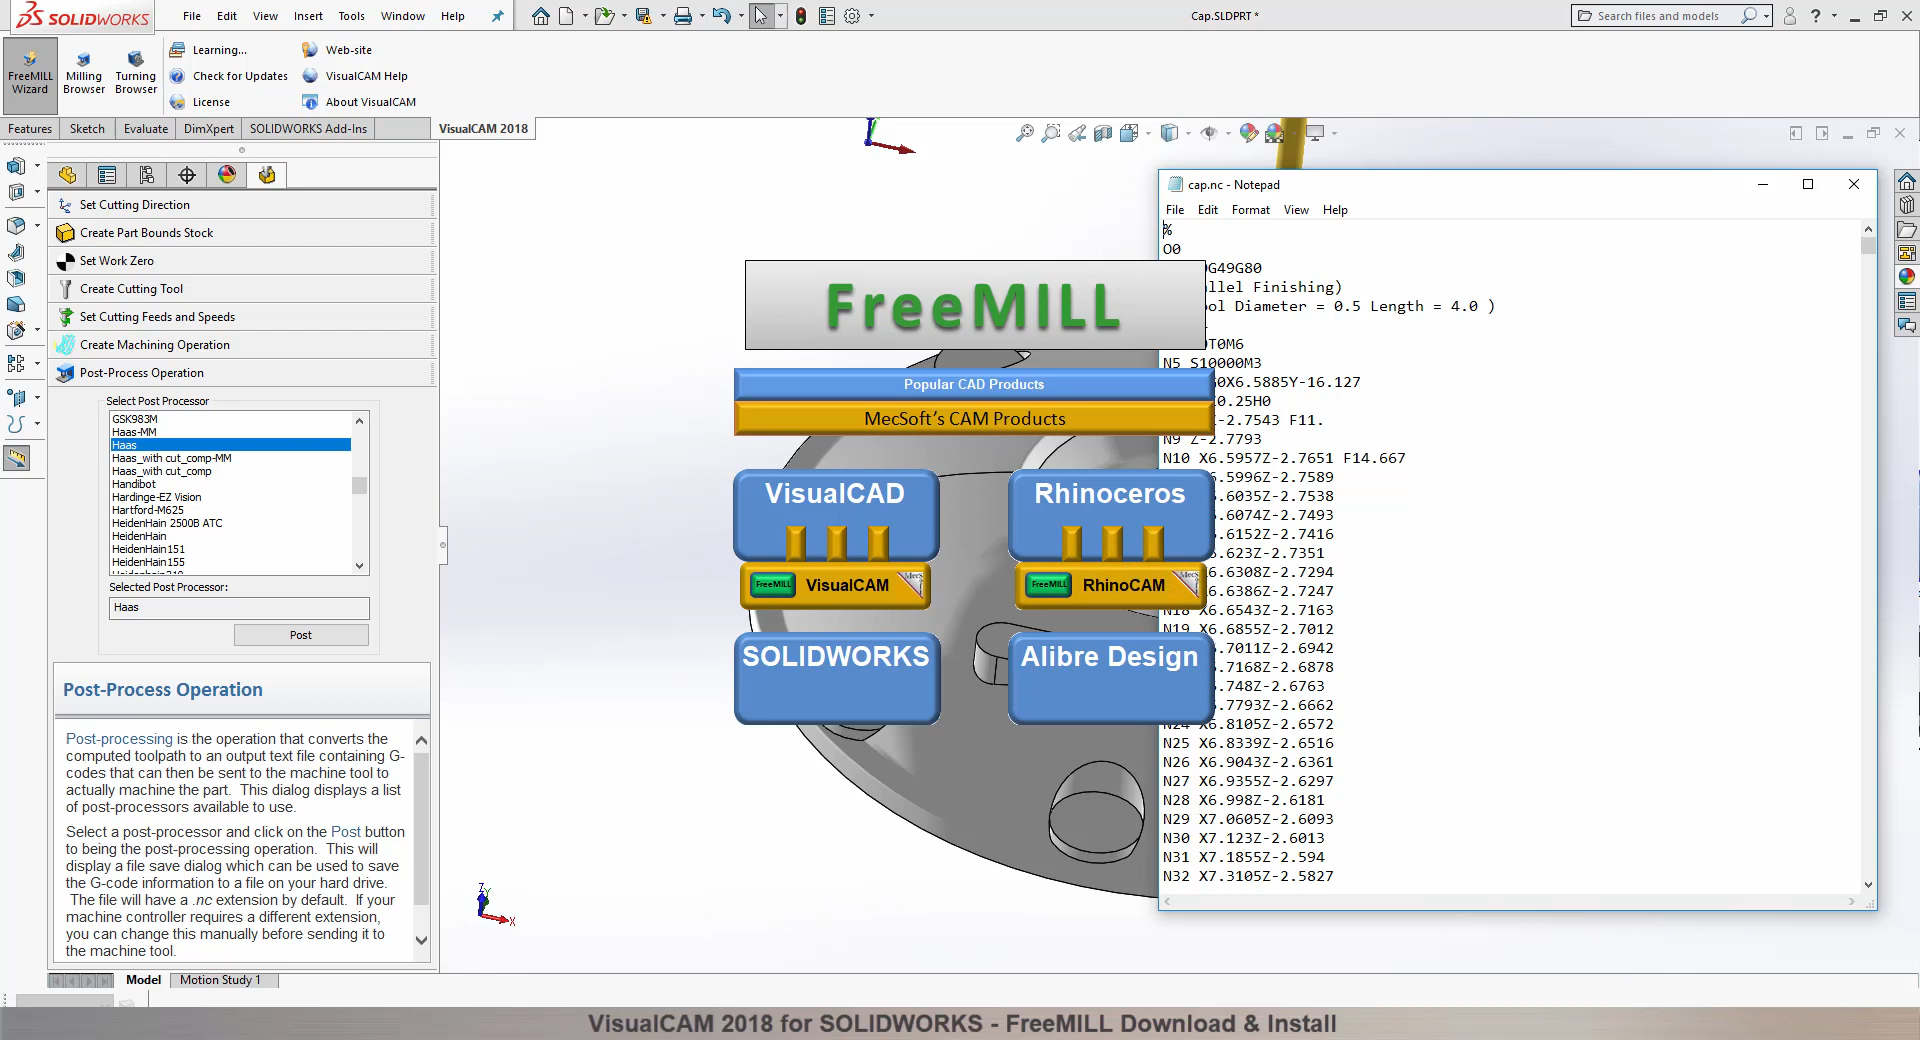 SOLIDWORKS
File Edit View Insert Tools Window Help
Cap.SLDPRT *
Search files and models
FreeMILL Wizard
Milling Browser
Turning Browser
Learning...
Check for Updates
License
Web-site
VisualCAM Help
About VisualCAM
Features Sketch Evaluate DimXpert SOLIDWORKS Add-Ins VisualCAM 2018
Set Cutting Direction
Create Part Bounds Stock
Set Work Zero
Create Cutting Tool
Set Cutting Feeds and Speeds
Create Machining Operation
Post-Process Operation
Select Post Processor
GSK983M
Haas-MM
Haas
Haas_with cut_comp-MM
Haas_with cut_comp
Handibot
Hardinge-EZ Vision
Hartford-M625
HeidenHain 2500B ATC
HeidenHain
HeidenHain151
HeidenHain155
Selected Post Processor:
Haas
Post
Post-Process Operation
Post-processing is the operation that converts the
computed toolpath to an output text file containing G-
codes that can then be sent to the machine tool to
actually machine the part. This dialog displays a list
of post-processors available to use.
Select a post-processor and click on the Post button
to being the post-processing operation. This will
display a file save dialog which can be used to save
the G-code information to a file on your hard drive.
The file will have a .nc extension by default. If your
machine controller requires a different extension,
you can change this manually before sending it to
the machine tool.
Model Motion Study 1
Z
Y
X
FreeMILL
Popular CAD Products
MecSoft's CAM Products
VisualCAD
FreeMILL VisualCAM MecS
Rhinoceros
FreeMILL RhinoCAM MecS
SOLIDWORKS
Alibre Design
cap.nc - Notepad
File Edit Format View Help
%
O0
0G49G80
allel Finishing)
ool Diameter = 0.5 Length = 4.0 )
0T0M6
N5 S10000M3
G0X6.5885Y-16.127
Z0.25H0
Z-2.7543 F11.
N9 Z-2.7793
N10 X6.5957Z-2.7651 F14.667
.5996Z-2.7589
.6035Z-2.7538
.6074Z-2.7493
.6152Z-2.7416
.623Z-2.7351
.6308Z-2.7294
.6386Z-2.7247
N18 X6.6543Z-2.7163
N19 X6.6855Z-2.7012
.7011Z-2.6942
.7168Z-2.6878
.748Z-2.6763
.7793Z-2.6662
N24 X6.8105Z-2.6572
N25 X6.8339Z-2.6516
N26 X6.9043Z-2.6361
N27 X6.9355Z-2.6297
N28 X6.998Z-2.6181
N29 X7.0605Z-2.6093
N30 X7.123Z-2.6013
N31 X7.1855Z-2.594
N32 X7.3105Z-2.5827
VisualCAM 2018 for SOLIDWORKS - FreeMILL Download & Install